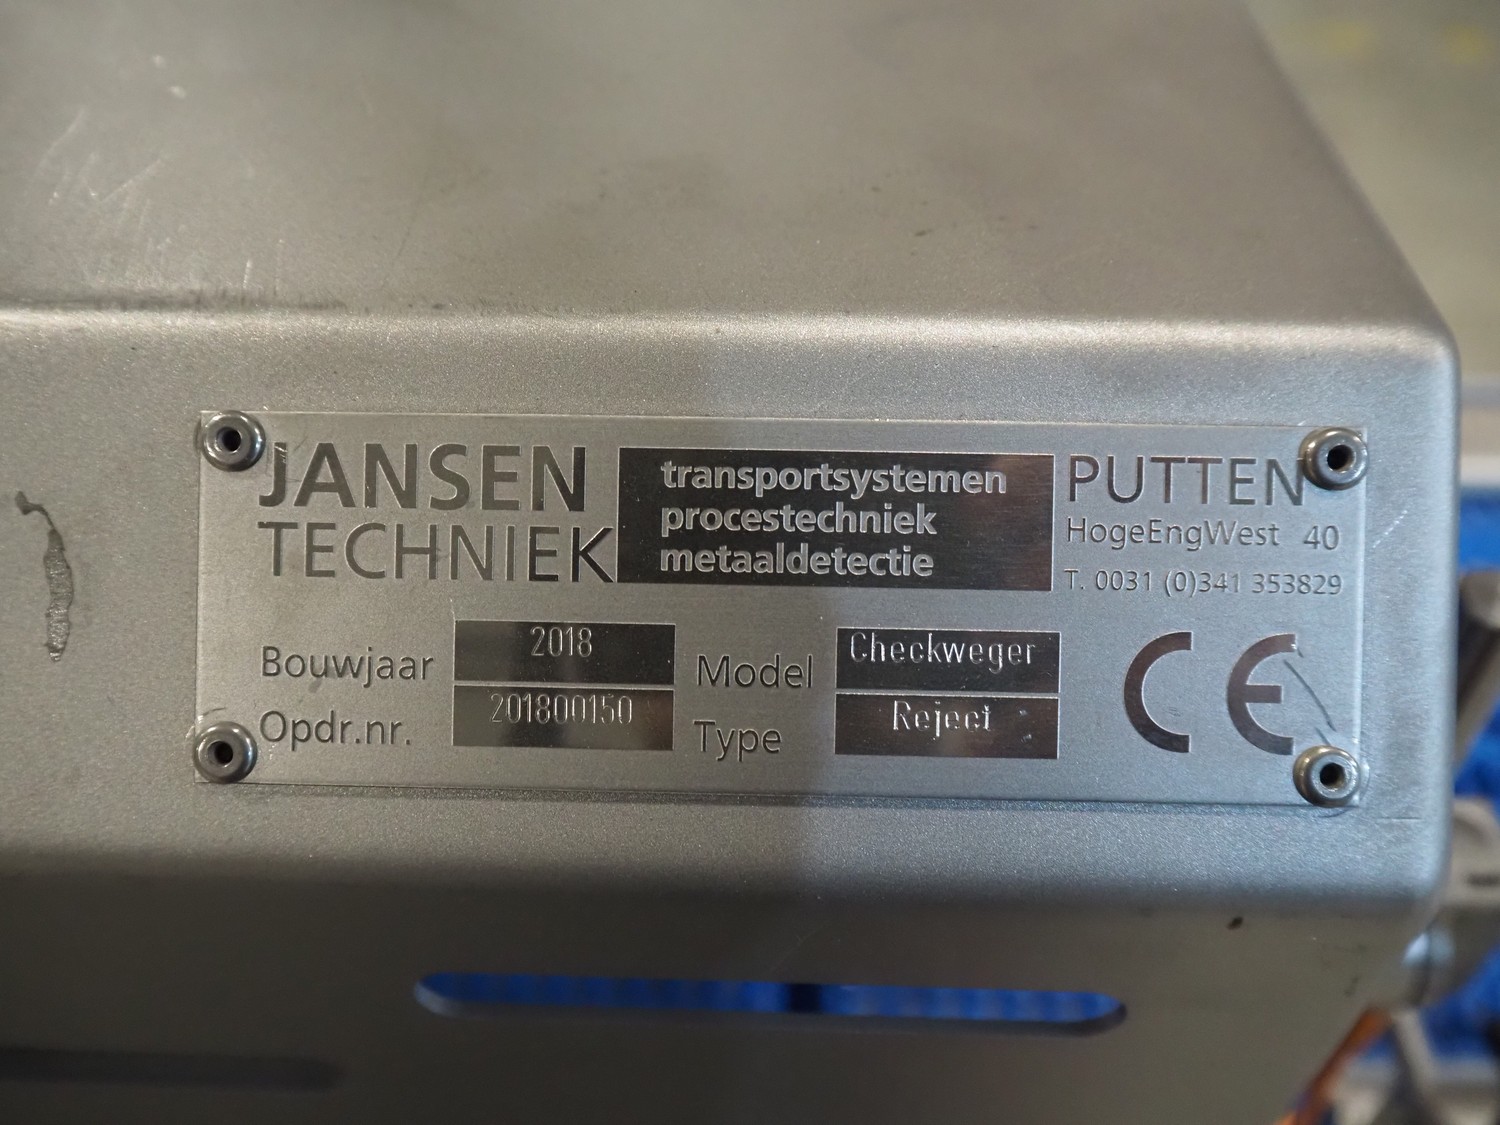 JANSEN
TECHNIEK
transportsystemen
procestechniek
metaaldetectie
PUTTEN
HogeEngWest 40
T. 0031 (0)341 353829
Bouwjaar 2018
Opdr.nr. 201800150
Model Checkweger
Type Reject
CE